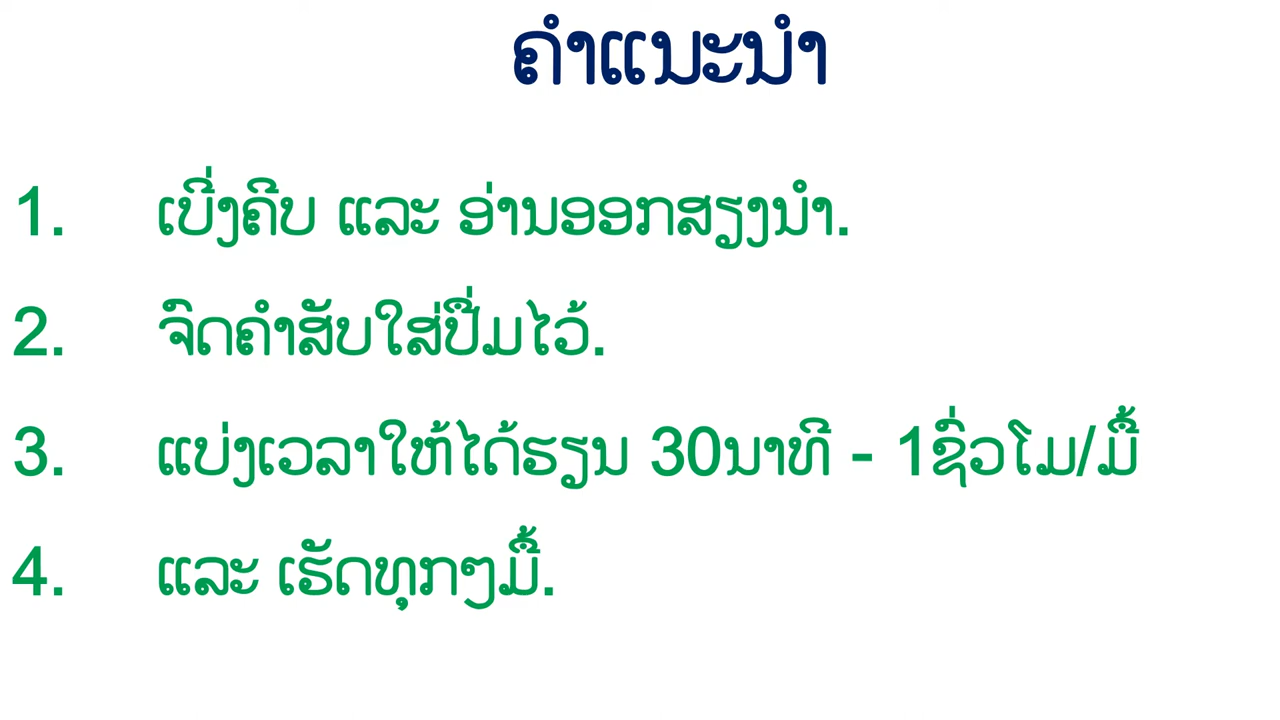 ຄຳແນະນຳ
1. ເບີ່ງຄີບ ແລະ ອ່ານອອກສຽງນຳ.
2. ຈົດຄຳສັບໃສ່ປື່ມໄວ້.
3. ແບ່ງເວລາໃຫ້ໄດ້ຮຽນ 30ນາທີ - 1ຊົ່ວໂມ/ມື້
4. ແລະ ເຮັດທຸກໆມື້.